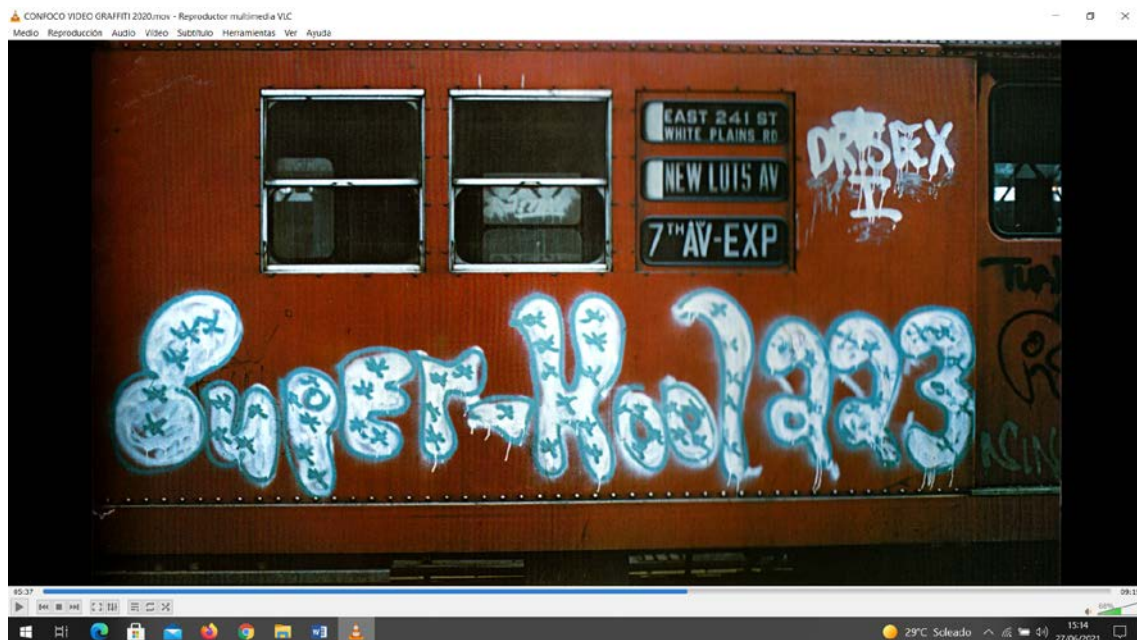 CONFOCO VIDEO GRAFFITI 2020.mov - Reproductor multimedia VLC
Medio Reproducción Audio Vídeo Subtítulo Herramientas Ver Ayuda
EAST 241 ST
WHITE PLAINS RD
NEW LOTS AV
7TH AV-EXP
SUPER-KOOL 223
05:37
68%
29°C Soleado
15:14
27/06/2021